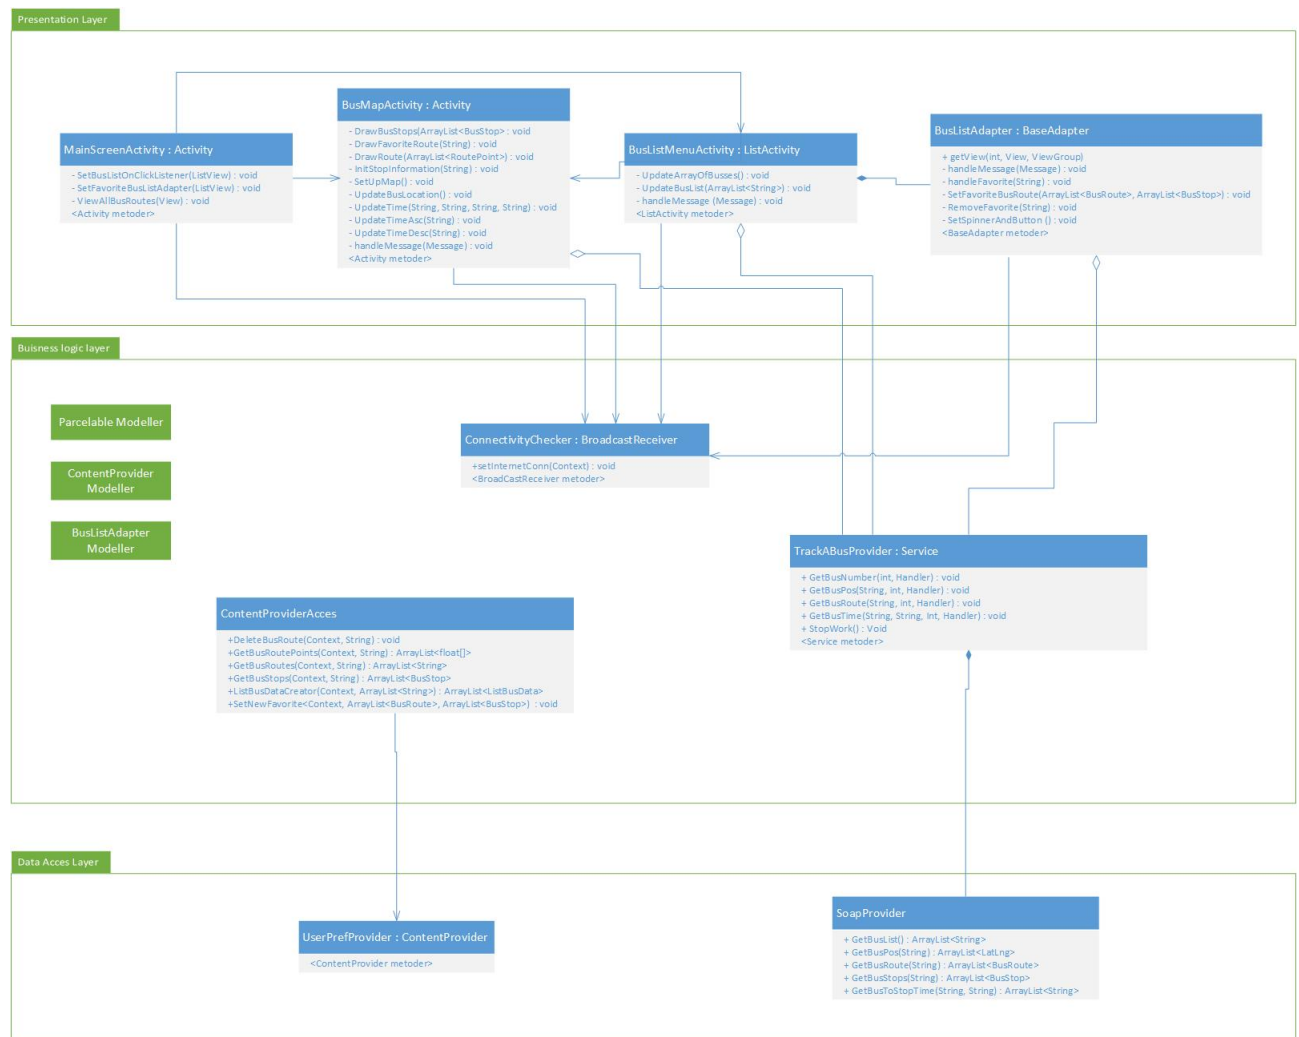 Presentation Layer
BusMapActivity : Activity
- DrawBusStops(ArrayList<BusStop> : void
- DrawFavoriteRoute(String) : void
- DrawRoute(ArrayList<RoutePoint>) : void
- InitStopInformation(String) : void
- SetUpMap() : void
- UpdateBusLocation() : void
- UpdateTime(String, String, String, String) : void
- UpdateTimeAsc(String) : void
- UpdateTimeDesc(String) : void
- handleMessage(Message) : void
<Activity metoder>
MainScreenActivity : Activity
- SetBusListOnClickListener(ListView) : void
- SetFavoriteBusListAdapter(ListView) : void
- ViewAllBusRoutes(View) : void
<Activity metoder>
BusListMenuActivity : ListActivity
- UpdateArrayOfBusses() : void
- UpdateBusList(ArrayList<String>) : void
- handleMessage (Message) : void
<ListActivity metoder>
BusListAdapter : BaseAdapter
+ getView(int, View, ViewGroup)
- handleMessage(Message) : void
- handleFavorite(String) : void
- SetFavoriteBusRoute(ArrayList<BusRoute>, ArrayList<BusStop>) : void
- RemoveFavorite(String) : void
- SetSpinnerAndButton () : void
<BaseAdapter metoder>
Buisness logic layer
Parcelable Modeller
ContentProvider
Modeller
BusListAdapter
Modeller
ConnectivityChecker : BroadcastReceiver
+setInternetConn(Context) : void
<BroadCastReceiver metoder>
TrackABusProvider : Service
+ GetBusNumber(int, Handler) : void
+ GetBusPos(String, int, Handler) : void
+ GetBusRoute(String, int, Handler) : void
+ GetBusTime(String, String, Int, Handler) : void
+ StopWork() : Void
<Service metoder>
ContentProviderAcces
+DeleteBusRoute(Context, String) : void
+GetBusRoutePoints(Context, String) : ArrayList<float[]>
+GetBusRoutes(Context, String) : ArrayList<String>
+GetBusStops(Context, String) : ArrayList<BusStop>
+ListBusDataCreator(Context, ArrayList<String>) : ArrayList<ListBusData>
+SetNewFavorite<Context, ArrayList<BusRoute>, ArrayList<BusStop>) : void
Data Acces Layer
UserPrefProvider : ContentProvider
<ContentProvider metoder>
SoapProvider
+ GetBusList() : ArrayList<String>
+ GetBusPos(String) : ArrayList<LatLng>
+ GetBusRoute(String) : ArrayList<BusRoute>
+ GetBusStops(String) : ArrayList<BusStop>
+ GetBusToStopTime(String, String) : ArrayList<String>